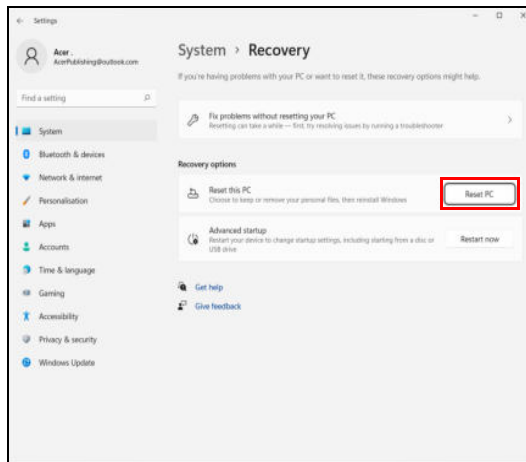 Settings
Acer .
AcerPublishing@outlook.com
Find a setting
System
Bluetooth & devices
Network & internet
Personalisation
Apps
Accounts
Time & language
Gaming
Accessibility
Privacy & security
Windows Update
System > Recovery
If you're having problems with your PC or want to reset it, these recovery options might help.
Fix problems without resetting your PC
Resetting can take a while — first, try resolving issues by running a troubleshooter
Recovery options
Reset this PC
Choose to keep or remove your personal files, then reinstall Windows
Reset PC
Advanced startup
Restart your device to change startup settings, including starting from a disc or
USB drive
Restart now
Get help
Give feedback